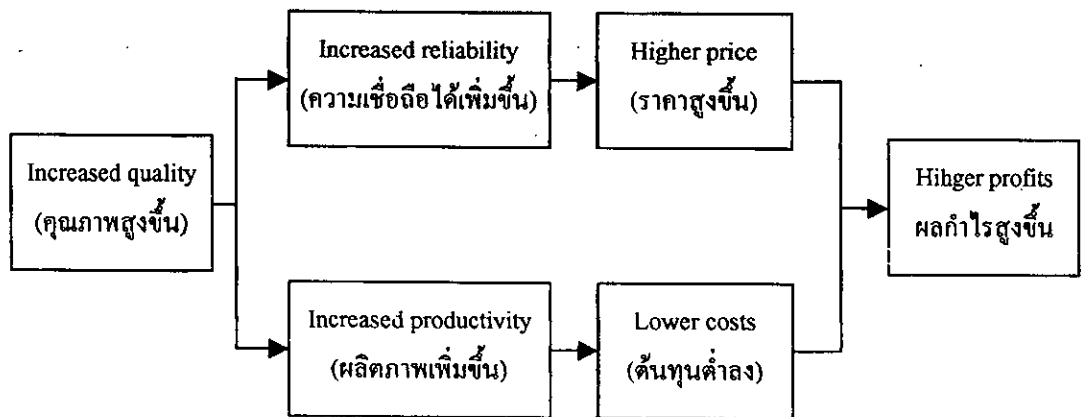 Increased reliability
(ความเชื่อถือได้เพิ่มขึ้น)
Higher price
(ราคาสูงขึ้น)
Increased quality
(คุณภาพสูงขึ้น)
Hihger profits
ผลกำไรสูงขึ้น
Increased productivity
(ผลิตภาพเพิ่มขึ้น)
Lower costs
(ต้นทุนต่ำลง)